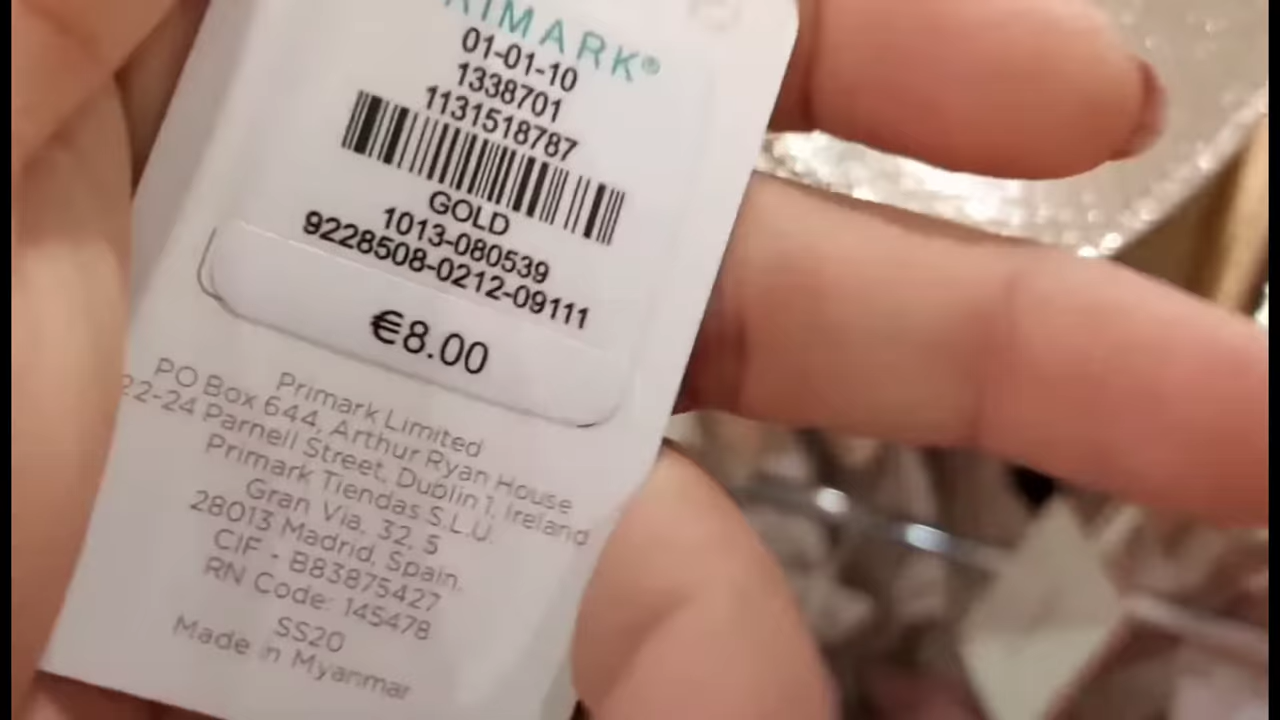 PRIMARK®
01-01-10
1338701
1131518787
GOLD
1013-080539
9228508-0212-09111
€8.00
Primark Limited
PO Box 644, Arthur Ryan House
22-24 Parnell Street, Dublin 1, Ireland
Primark Tiendas S.L.U.
Gran Via, 32, 5
28013 Madrid, Spain.
CIF - B83875427
RN Code: 145478
SS20
Made in Myanmar